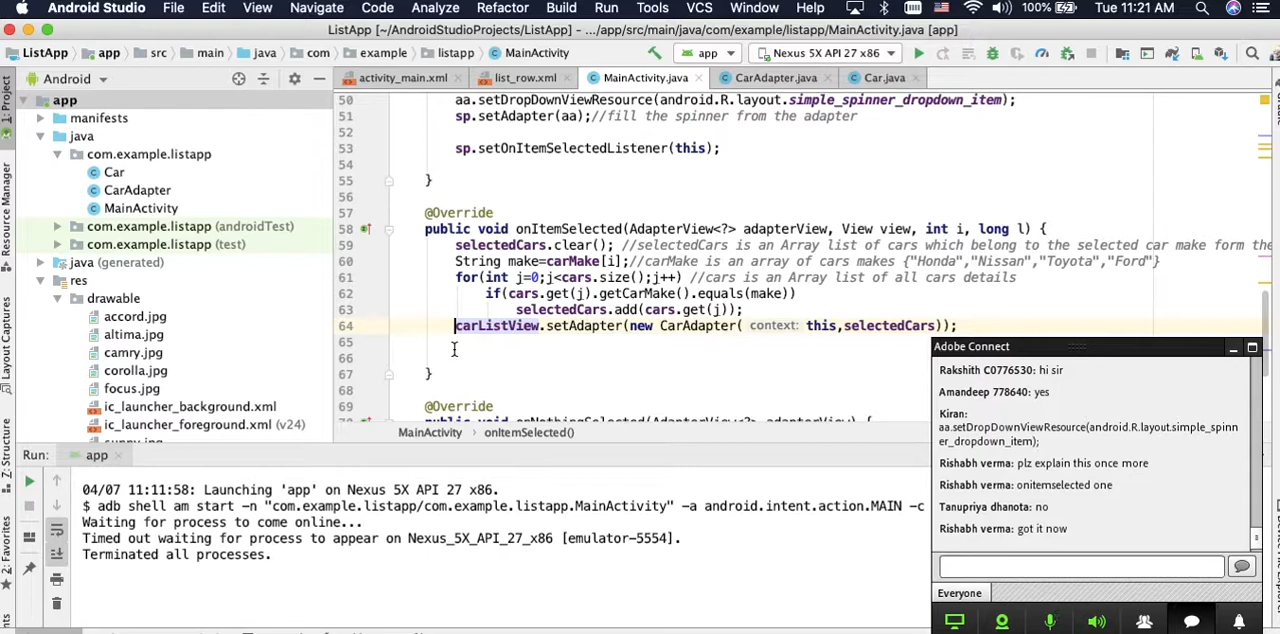 Android Studio File Edit View Navigate Code Analyze Refactor Build Run Tools VCS Window Help 100% Tue 11:21 AM
ListApp [~/AndroidStudioProjects/ListApp] - .../app/src/main/java/com/example/listapp/MainActivity.java [app]
ListApp app src main java com example listapp MainActivity app Nexus 5X API 27 x86
Android activity_main.xml list_row.xml MainActivity.java CarAdapter.java Car.java
1: Project
Resource Manager
Layout Captures
Z: Structure
2: Favorites
app
manifests
java
com.example.listapp
Car
CarAdapter
MainActivity
com.example.listapp (androidTest)
com.example.listapp (test)
java (generated)
res
drawable
accord.jpg
altima.jpg
camry.jpg
corolla.jpg
focus.jpg
ic_launcher_background.xml
ic_launcher_foreground.xml (v24)
50 aa.setDropDownViewResource(android.R.layout.simple_spinner_dropdown_item);
51 sp.setAdapter(aa);//fill the spinner from the adapter
52
53 sp.setOnItemSelectedListener(this);
54
55 }
56
57 @Override
58 public void onItemSelected(AdapterView<?> adapterView, View view, int i, long l) {
59 selectedCars.clear(); //selectedCars is an Array list of cars which belong to the selected car make form the
60 String make=carMake[i];//carMake is an array of cars makes {"Honda","Nissan","Toyota","Ford"}
61 for(int j=0;j<cars.size();j++) //cars is an Array list of all cars details
62 if(cars.get(j).getCarMake().equals(make))
63 selectedCars.add(cars.get(j));
64 carListView.setAdapter(new CarAdapter( context: this,selectedCars));
65
66
67 }
68
69 @Override
public void onNothingSelected(AdapterView<?> adapterView) {
MainActivity onItemSelected()
Run: app
04/07 11:11:58: Launching 'app' on Nexus 5X API 27 x86.
$ adb shell am start -n "com.example.listapp/com.example.listapp.MainActivity" -a android.intent.action.MAIN -c
Waiting for process to come online...
Timed out waiting for process to appear on Nexus_5X_API_27_x86 [emulator-5554].
Terminated all processes.
Adobe Connect
Rakshith C0776530: hi sir
Amandeep 778640: yes
Kiran:
aa.setDropDownViewResource(android.R.layout.simple_spinn
er_dropdown_item);
Rishabh verma: plz explain this once more
Rishabh verma: onitemselected one
Tanupriya dhanota: no
Rishabh verma: got it now
Everyone